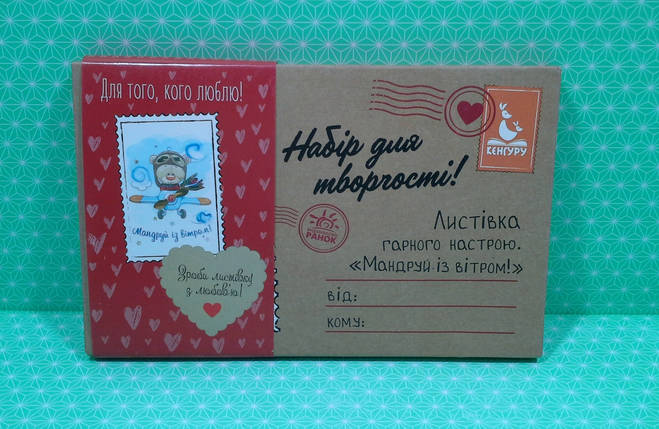 Для того, кого люблю!
Мандруй із вітром!
Зроби листівку
з любов'ю!
Набір для
творчості!
КЕНГУРУ
РАНОК
Листівка
гарного настрою.
«Мандруй із вітром!»
від:
кому: